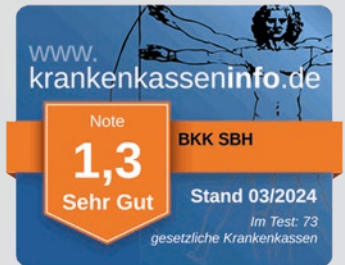 www.
krankenkasseninfo.de
Note
1,3
Sehr Gut
BKK SBH
Stand 03/2024
Im Test: 73
gesetzliche Krankenkassen